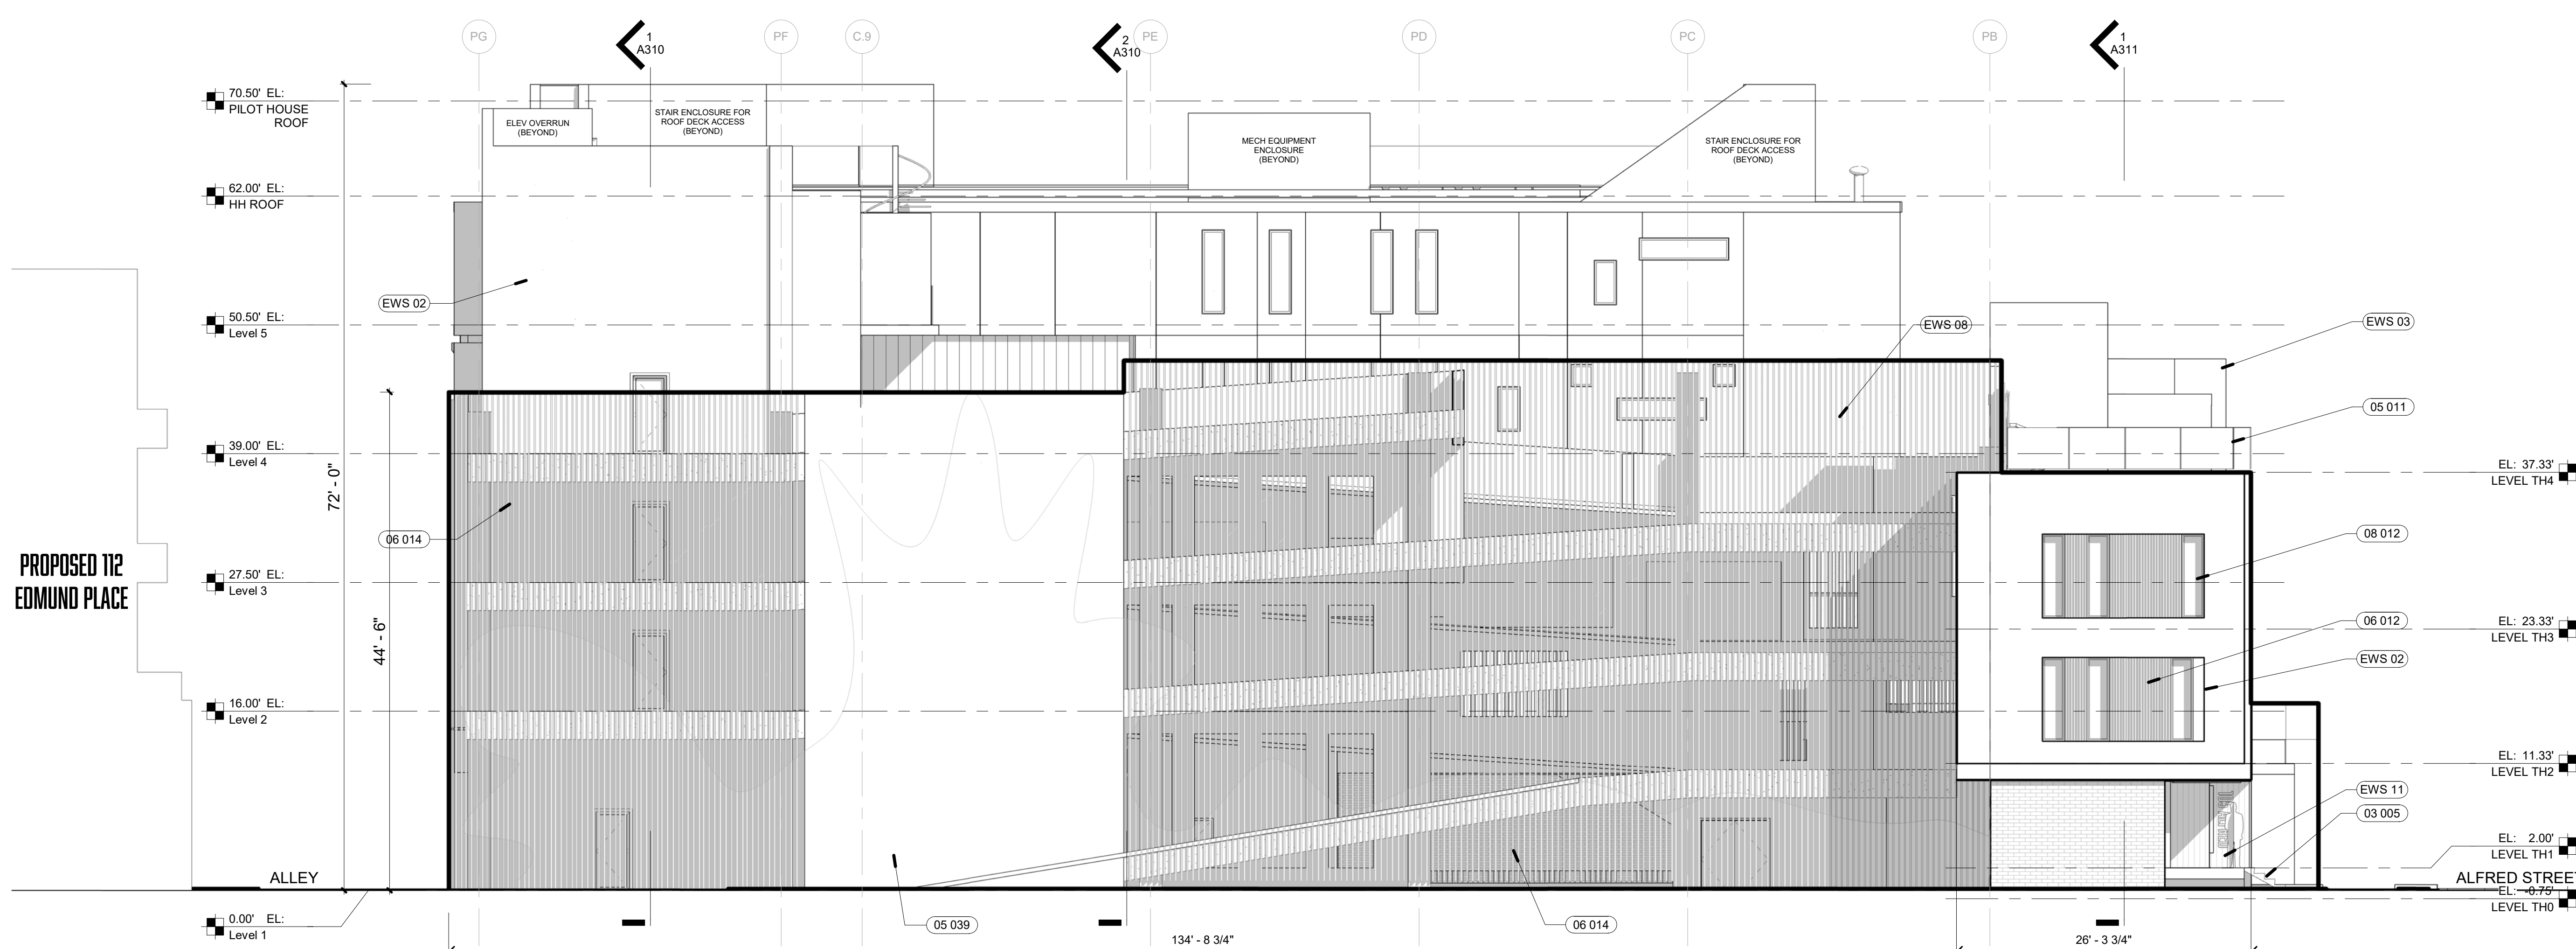 PG
PF
C.9
PE
PD
PC
PB
1
A310
2
A310
1
A311
70.50' EL:
PILOT HOUSE
ROOF
62.00' EL:
HH ROOF
50.50' EL:
Level 5
39.00' EL:
Level 4
27.50' EL:
Level 3
16.00' EL:
Level 2
0.00' EL:
Level 1
72' - 0"
44' - 6"
PROPOSED 112
EDMUND PLACE
ALLEY
ELEV OVERRUN
(BEYOND)
STAIR ENCLOSURE FOR
ROOF DECK ACCESS
(BEYOND)
MECH EQUIPMENT
ENCLOSURE
(BEYOND)
STAIR ENCLOSURE FOR
ROOF DECK ACCESS
(BEYOND)
EWS 02
06 014
EWS 08
EWS 03
05 011
08 012
06 012
EWS 02
EWS 11
03 005
05 039
06 014
EL: 37.33'
LEVEL TH4
EL: 23.33'
LEVEL TH3
EL: 11.33'
LEVEL TH2
EL: 2.00'
LEVEL TH1
ALFRED STREET
EL: -0.75'
LEVEL TH0
134' - 8 3/4"
26' - 3 3/4"